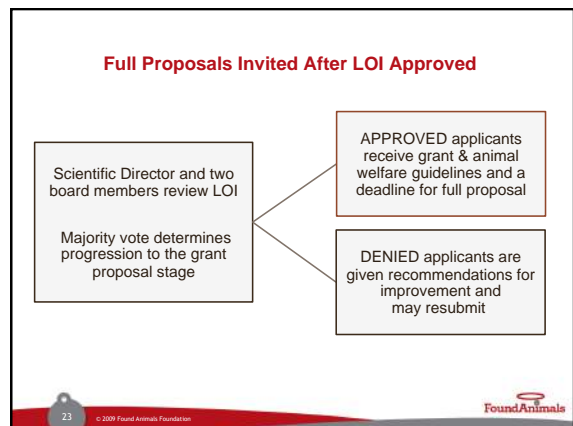 Full Proposals Invited After LOI Approved
Scientific Director and two
board members review LOI
Majority vote determines
progression to the grant
proposal stage
APPROVED applicants
receive grant & animal
welfare guidelines and a
deadline for full proposal
DENIED applicants are
given recommendations for
improvement and
may resubmit
23
© 2009 Found Animals Foundation
FoundAnimals